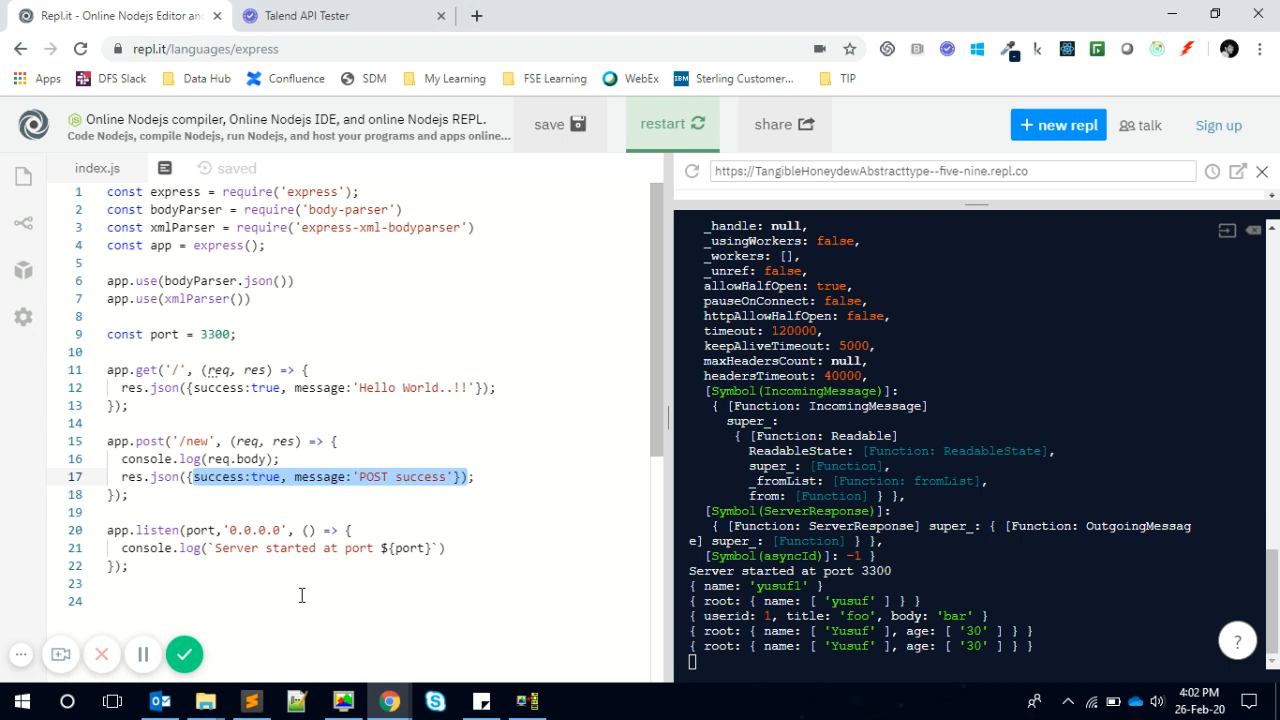 Repl.it - Online Nodejs Editor and
Talend API Tester
repl.it/languages/express
Apps
DFS Slack
Data Hub
Confluence
SDM
My Learning
FSE Learning
WebEx
Sterling Customer...
TIP
Online Nodejs compiler, Online Nodejs IDE, and online Nodejs REPL.
Code Nodejs, compile Nodejs, run Nodejs, and host your programs and apps online...
save
restart
share
+ new repl
talk
Sign up
index.js
saved
https://TangibleHoneydewAbstracttype--five-nine.repl.co
1 const express = require('express');
2 const bodyParser = require('body-parser')
3 const xmlParser = require('express-xml-bodyparser')
4 const app = express();
5
6 app.use(bodyParser.json())
7 app.use(xmlParser())
8
9 const port = 3300;
10
11 app.get('/', (req, res) => {
12 res.json({success:true, message:'Hello World..!!'});
13 });
14
15 app.post('/new', (req, res) => {
16 console.log(req.body);
17 res.json({success:true, message:'POST success'});
18 });
19
20 app.listen(port,'0.0.0.0', () => {
21 console.log(`Server started at port ${port}`)
22 });
23
24
_handle: null,
_usingWorkers: false,
_workers: [],
_unref: false,
allowHalfOpen: true,
pauseOnConnect: false,
httpAllowHalfOpen: false,
timeout: 120000,
keepAliveTimeout: 5000,
maxHeadersCount: null,
headersTimeout: 40000,
[Symbol(IncomingMessage)]:
{ [Function: IncomingMessage]
super_:
{ [Function: Readable]
ReadableState: [Function: ReadableState],
super_: [Function],
_fromList: [Function: fromList],
from: [Function] } },
[Symbol(ServerResponse)]:
{ [Function: ServerResponse] super_: { [Function: OutgoingMessag
e] super_: [Function] } },
[Symbol(asyncId)]: -1 }
Server started at port 3300
{ name: 'yusuf1' }
{ root: { name: [ 'yusuf' ] } }
{ userid: 1, title: 'foo', body: 'bar' }
{ root: { name: [ 'Yusuf' ], age: [ '30' ] } }
{ root: { name: [ 'Yusuf' ], age: [ '30' ] } }
?
4:02 PM
26-Feb-20